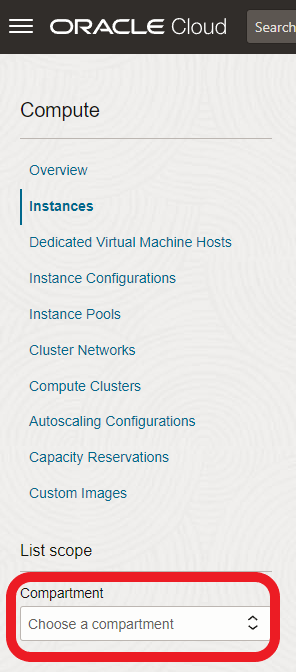 ORACLE Cloud
Search
Compute
Overview
Instances
Dedicated Virtual Machine Hosts
Instance Configurations
Instance Pools
Cluster Networks
Compute Clusters
Autoscaling Configurations
Capacity Reservations
Custom Images
List scope
Compartment
Choose a compartment